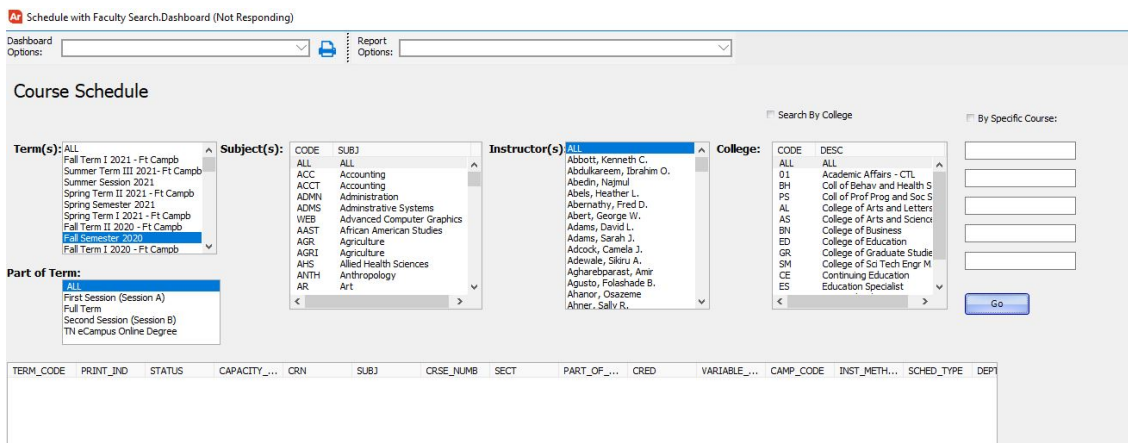 Ar Schedule with Faculty Search.Dashboard (Not Responding)
Dashboard Options:
Report Options:
Course Schedule
Search By College
By Specific Course:
Term(s):
ALL
Fall Term I 2021 - Ft Campb
Summer Term III 2021- Ft Campb
Summer Session 2021
Spring Term II 2021 - Ft Campb
Spring Semester 2021
Spring Term I 2021 - Ft Campb
Fall Term II 2020 - Ft Campb
Fall Semester 2020
Fall Term I 2020 - Ft Campb
Part of Term:
ALL
First Session (Session A)
Full Term
Second Session (Session B)
TN eCampus Online Degree
Subject(s):
CODE SUBJ
ALL ALL
ACC Accounting
ACCT Accounting
ADMN Administration
ADMS Adminstrative Systems
WEB Advanced Computer Graphics
AAST African American Studies
AGR Agriculture
AGRI Agriculture
AHS Allied Health Sciences
ANTH Anthropology
AR Art
Instructor(s)
ALL
Abbott, Kenneth C.
Abdulkareem, Ibrahim O.
Abedin, Najmul
Abels, Heather L.
Abernathy, Fred D.
Abert, George W.
Adams, David L.
Adams, Sarah J.
Adcock, Camela J.
Adewale, Sikiru A.
Agharebparast, Amir
Agusto, Folashade B.
Ahanor, Osazeme
Ahner, Sally R.
College:
CODE DESC
ALL ALL
01 Academic Affairs - CTL
BH Coll of Behav and Health S
PS Coll of Prof Prog and Soc S
AL College of Arts and Letters
AS College of Arts and Science
BN College of Business
ED College of Education
GR College of Graduate Studie
SM College of Sci Tech Engr M
CE Continuing Education
ES Education Specialist
Go
TERM_CODE PRINT_IND STATUS CAPACITY_... CRN SUBJ CRSE_NUMB SECT PART_OF_... CRED VARIABLE_... CAMP_CODE INST_METH... SCHED_TYPE DEPT